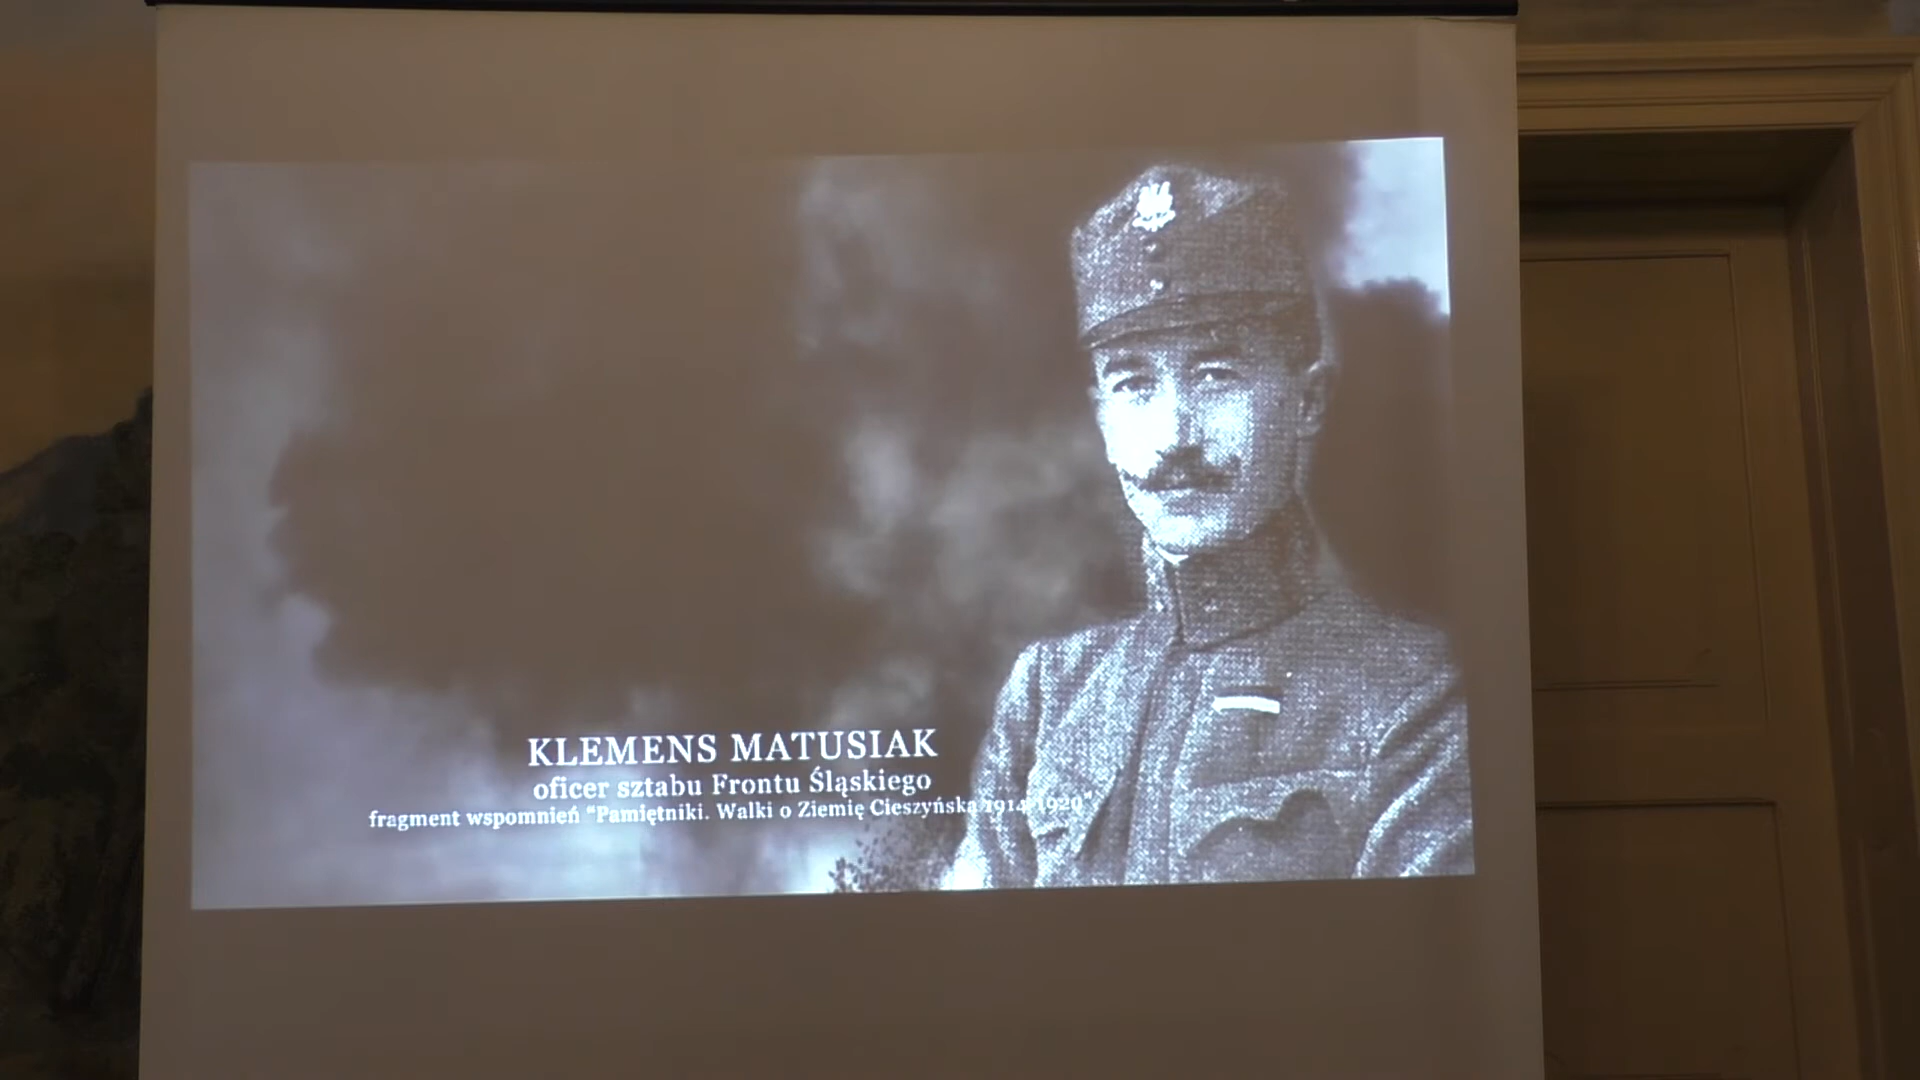 KLEMENS MATUSIAK
oficer sztabu Frontu Śląskiego
fragment wspomnień "Pamiętniki. Walki o Ziemię Cieszyńską 1914-1920"